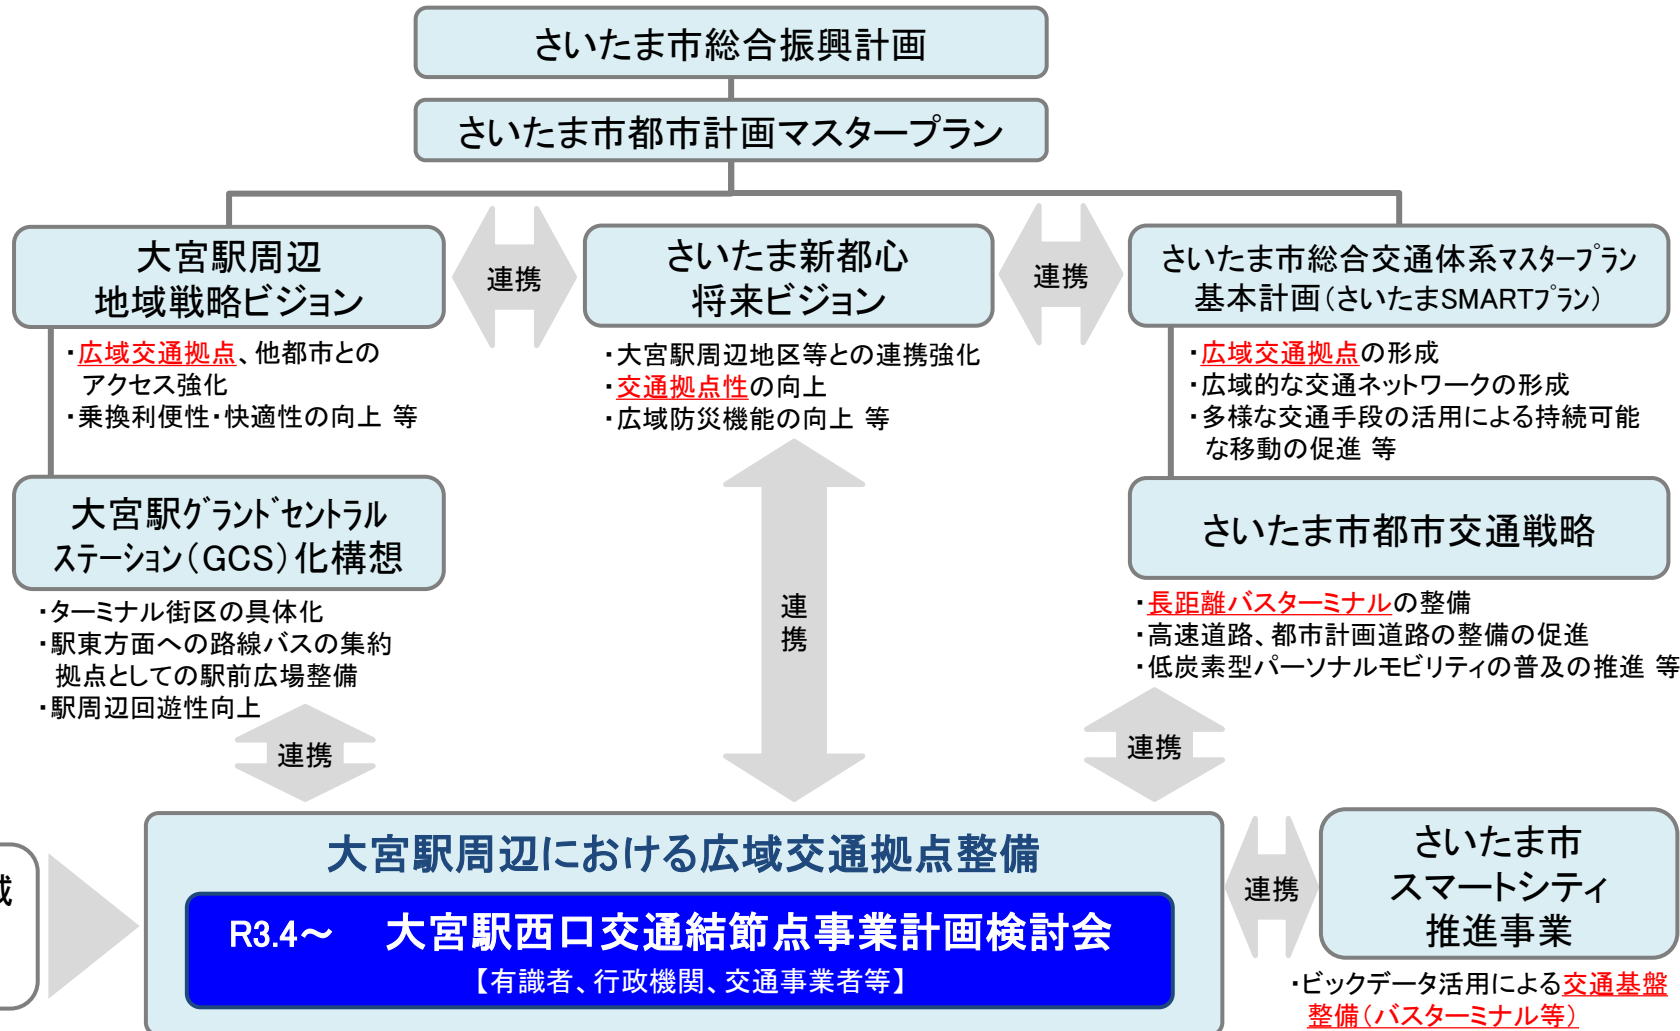 さいたま市総合振興計画
さいたま市都市計画マスタープラン
大宮駅周辺
地域戦略ビジョン
連携
さいたま新都心
将来ビジョン
連携
さいたま市総合交通体系ﾏｽﾀｰﾌﾟﾗﾝ
基本計画(さいたまSMARTﾌﾟﾗﾝ)
・広域交通拠点、他都市との
アクセス強化
・乗換利便性・快適性の向上 等
・大宮駅周辺地区等との連携強化
・交通拠点性の向上
・広域防災機能の向上 等
・広域交通拠点の形成
・広域的な交通ネットワークの形成
・多様な交通手段の活用による持続可能
な移動の促進 等
大宮駅ｸﾞﾗﾝﾄﾞｾﾝﾄﾗﾙ
ｽﾃｰｼｮﾝ(GCS)化構想
さいたま市都市交通戦略
・ターミナル街区の具体化
・駅東方面への路線バスの集約
拠点としての駅前広場整備
・駅周辺回遊性向上
連携
・長距離バスターミナルの整備
・高速道路、都市計画道路の整備の促進
・低炭素型パーソナルモビリティの普及の推進 等
連携
連携
大宮駅周辺における広域交通拠点整備
R3.4～ 大宮駅西口交通結節点事業計画検討会
【有識者、行政機関、交通事業者等】
連携
さいたま市
スマートシティ
推進事業
・ビックデータ活用による交通基盤
整備(バスターミナル等)